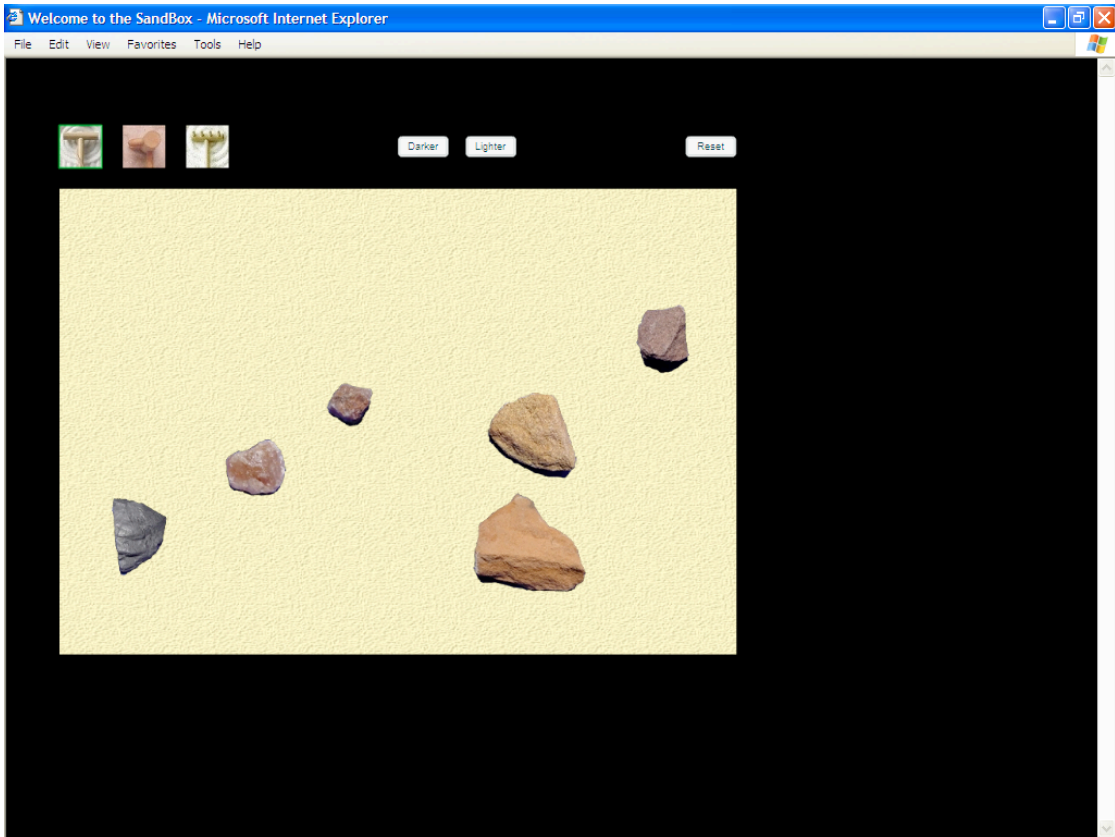 Welcome to the SandBox - Microsoft Internet Explorer
File Edit View Favorites Tools Help
Darker Lighter Reset